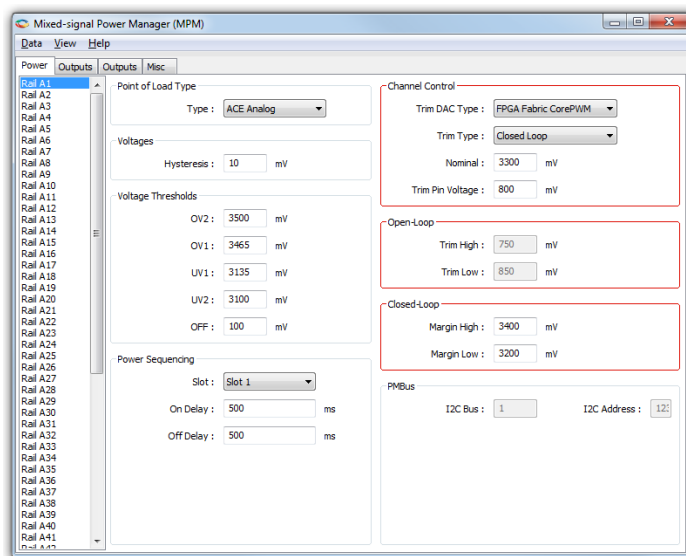 Mixed-signal Power Manager (MPM)
Data View Help
Power Outputs Outputs Misc
Rail A1
Rail A2
Rail A3
Rail A4
Rail A5
Rail A6
Rail A7
Rail A8
Rail A9
Rail A10
Rail A11
Rail A12
Rail A13
Rail A14
Rail A15
Rail A16
Rail A17
Rail A18
Rail A19
Rail A20
Rail A21
Rail A22
Rail A23
Rail A24
Rail A25
Rail A26
Rail A27
Rail A28
Rail A29
Rail A30
Rail A31
Rail A32
Rail A33
Rail A34
Rail A35
Rail A36
Rail A37
Rail A38
Rail A39
Rail A40
Rail A41
Rail A42
Point of Load Type
Type : ACE Analog
Voltages
Hysteresis : 10 mV
Voltage Thresholds
OV2 : 3500 mV
OV1 : 3465 mV
UV1 : 3135 mV
UV2 : 3100 mV
OFF : 100 mV
Power Sequencing
Slot : Slot 1
On Delay : 500 ms
Off Delay : 500 ms
Channel Control
Trim DAC Type : FPGA Fabric CorePWM
Trim Type : Closed Loop
Nominal : 3300 mV
Trim Pin Voltage : 800 mV
Open-Loop
Trim High : 750 mV
Trim Low : 850 mV
Closed-Loop
Margin High : 3400 mV
Margin Low : 3200 mV
PMBus
I2C Bus : 1 I2C Address :